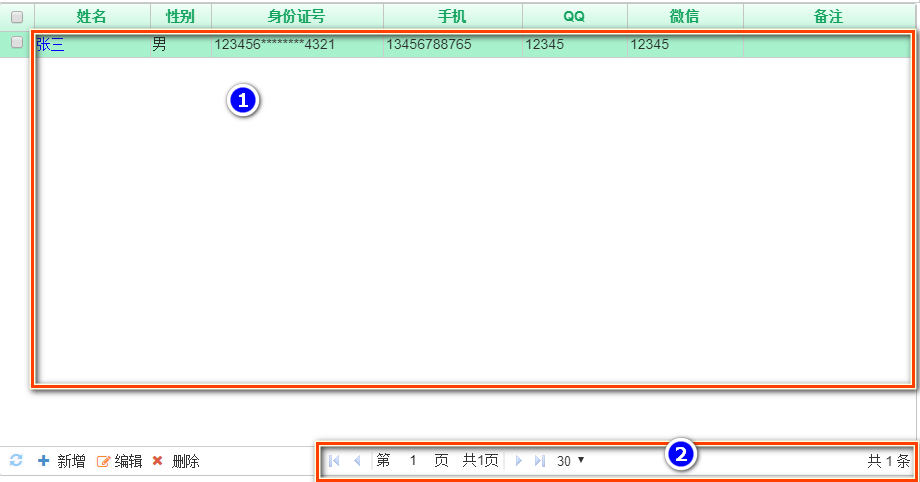 姓名 性别 身份证号 手机 QQ 微信 备注
张三 男 123456********4321 13456788765 12345 12345
1
新增 编辑 删除 第 1 页 共1页 30 2 共 1 条